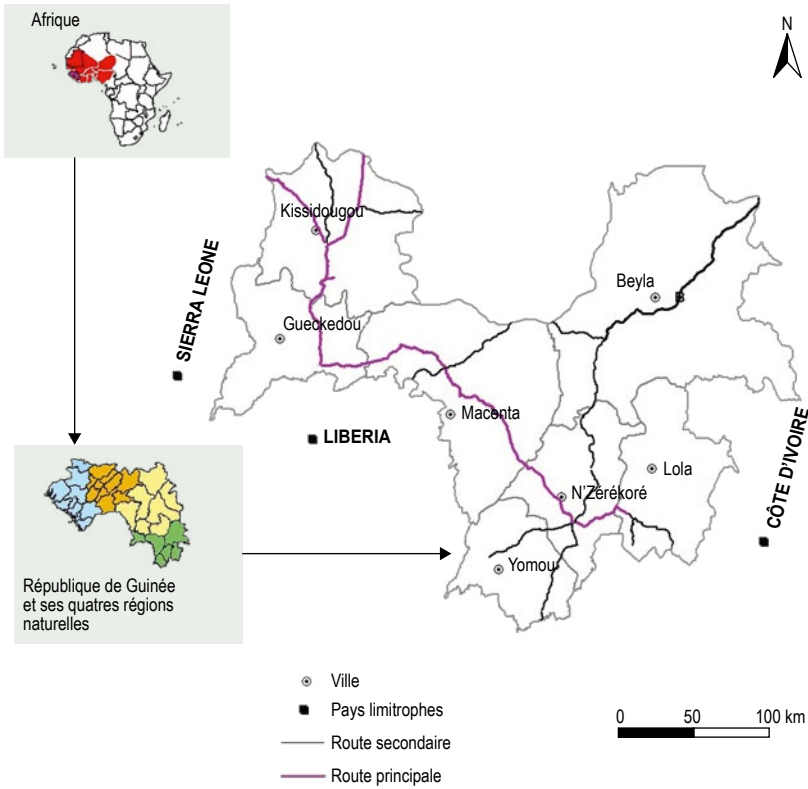 Afrique
N
Kissidougou
Beyla
B
SIERRA LEONE
Gueckedou
Macenta
LIBERIA
Lola
CÔTE D'IVOIRE
N'Zérékoré
Yomou
République de Guinée
et ses quatres régions
naturelles
Ville
Pays limitrophes
Route secondaire
Route principale
0 50 100 km